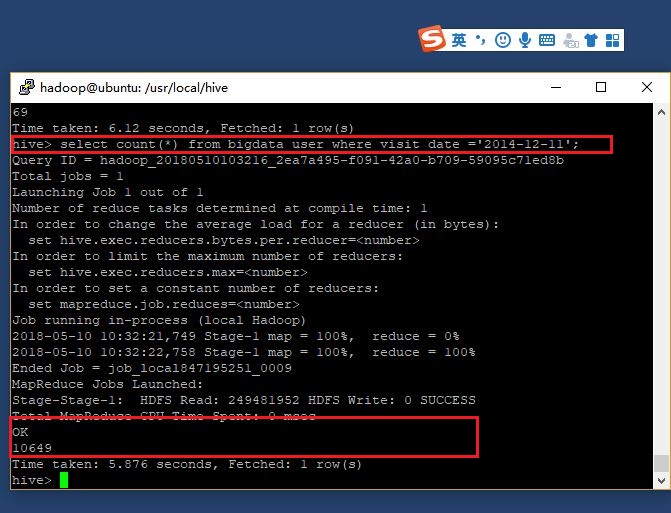 英
hadoop@ubuntu: /usr/local/hive
69
Time taken: 6.12 seconds, Fetched: 1 row(s)
hive> select count(*) from bigdata_user where visit_date ='2014-12-11';
Query ID = hadoop_20180510103216_2ea7a495-f091-42a0-b709-59095c71ed8b
Total jobs = 1
Launching Job 1 out of 1
Number of reduce tasks determined at compile time: 1
In order to change the average load for a reducer (in bytes):
  set hive.exec.reducers.bytes.per.reducer=<number>
In order to limit the maximum number of reducers:
  set hive.exec.reducers.max=<number>
In order to set a constant number of reducers:
  set mapreduce.job.reduces=<number>
Job running in-process (local Hadoop)
2018-05-10 10:32:21,749 Stage-1 map = 100%,  reduce = 0%
2018-05-10 10:32:22,758 Stage-1 map = 100%,  reduce = 100%
Ended Job = job_local847195251_0009
MapReduce Jobs Launched:
Stage-Stage-1:  HDFS Read: 249481952 HDFS Write: 0 SUCCESS
Total MapReduce CPU Time Spent: 0 msec
OK
10649
Time taken: 5.876 seconds, Fetched: 1 row(s)
hive>